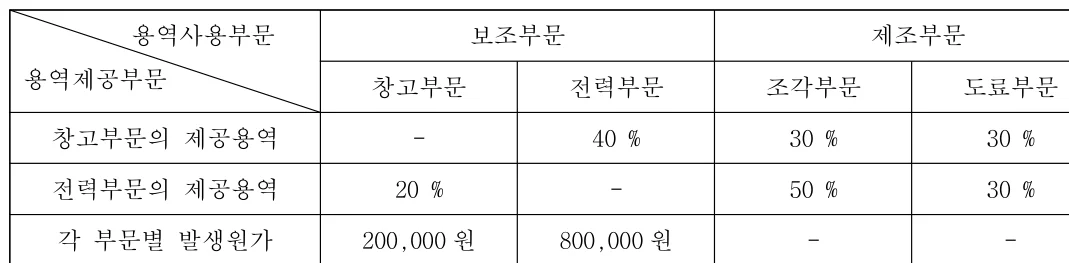 용역사용부문 보조부문 제조부문
용역제공부문 창고부문 전력부문 조각부문 도료부문
창고부문의 제공용역 - 40 % 30 % 30 %
전력부문의 제공용역 20 % - 50 % 30 %
각 부문별 발생원가 200,000 원 800,000 원 - -